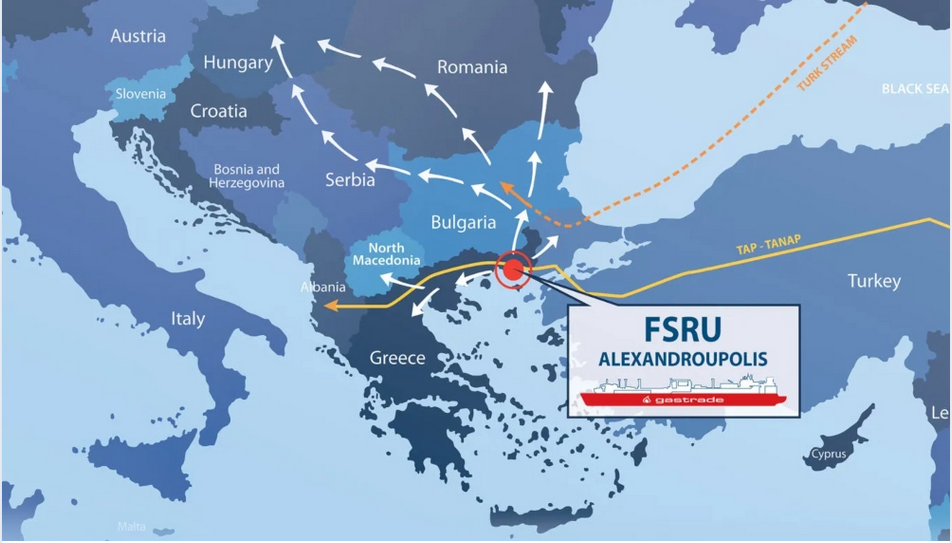 Austria
Hungary
Romania
TURK STREAM
BLACK SEA
Slovenia
Croatia
Bosnia and
Herzegovina
Serbia
Bulgaria
North
Macedonia
TAP - TANAP
Albania
Turkey
Italy
Greece
FSRU
ALEXANDROUPOLIS
gastrade
Le
Cyprus
Malta